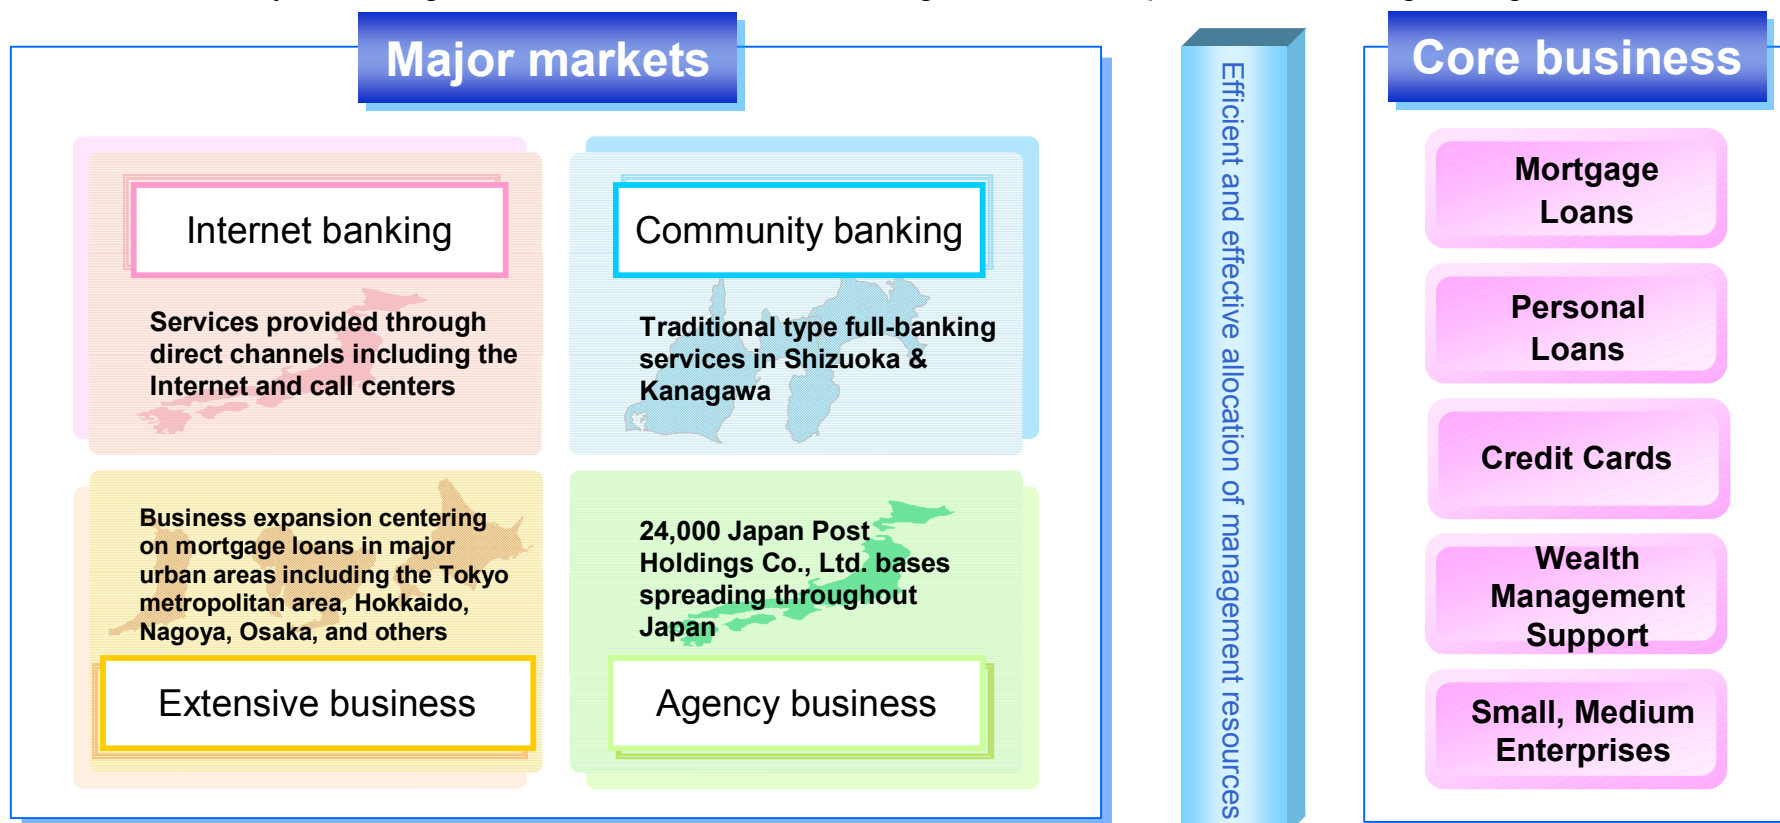 Major markets
Internet banking
Services provided through
direct channels including the
Internet and call centers
Community banking
Traditional type full-banking
services in Shizuoka &
Kanagawa
Business expansion centering
on mortgage loans in major
urban areas including the Tokyo
metropolitan area, Hokkaido,
Nagoya, Osaka, and others
Extensive business
24,000 Japan Post
Holdings Co., Ltd. bases
spreading throughout
Japan
Agency business
Efficient and effective allocation of management resources
Core business
Mortgage
Loans
Personal
Loans
Credit Cards
Wealth
Management
Support
Small, Medium
Enterprises